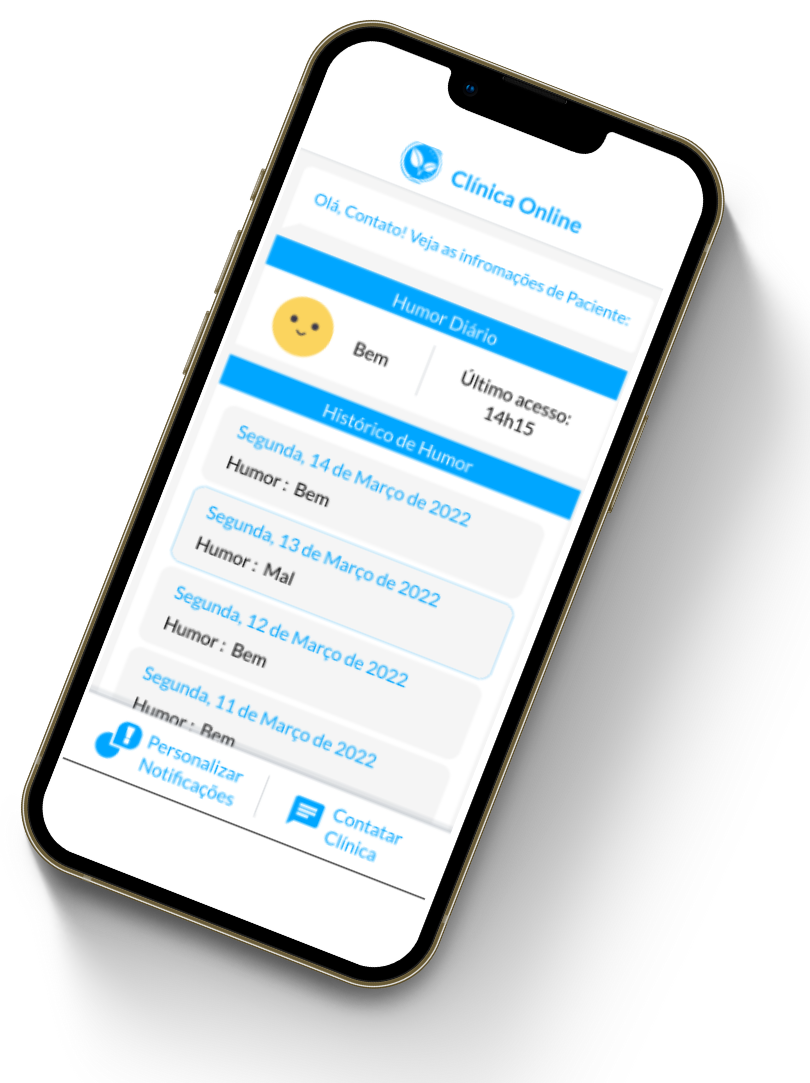 Clínica Online
Olá, Contato! Veja as infromações de Paciente:
Humor Diário
Bem
Último acesso:
14h15
Histórico de Humor
Segunda, 14 de Março de 2022
Humor : Bem
Segunda, 13 de Março de 2022
Humor : Mal
Segunda, 12 de Março de 2022
Humor : Bem
Segunda, 11 de Março de 2022
Humor : Bem
Personalizar
Notificações
Contatar
Clínica